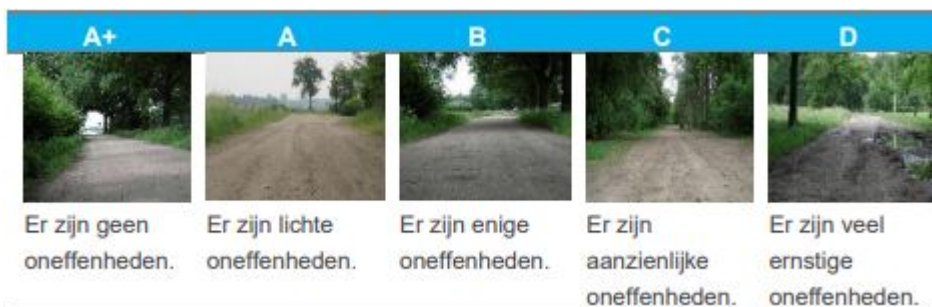 A+ A B C D
Er zijn geen
oneffenheden.
Er zijn lichte
oneffenheden.
Er zijn enige
oneffenheden.
Er zijn
aanzienlijke
oneffenheden.
Er zijn veel
ernstige
oneffenheden.